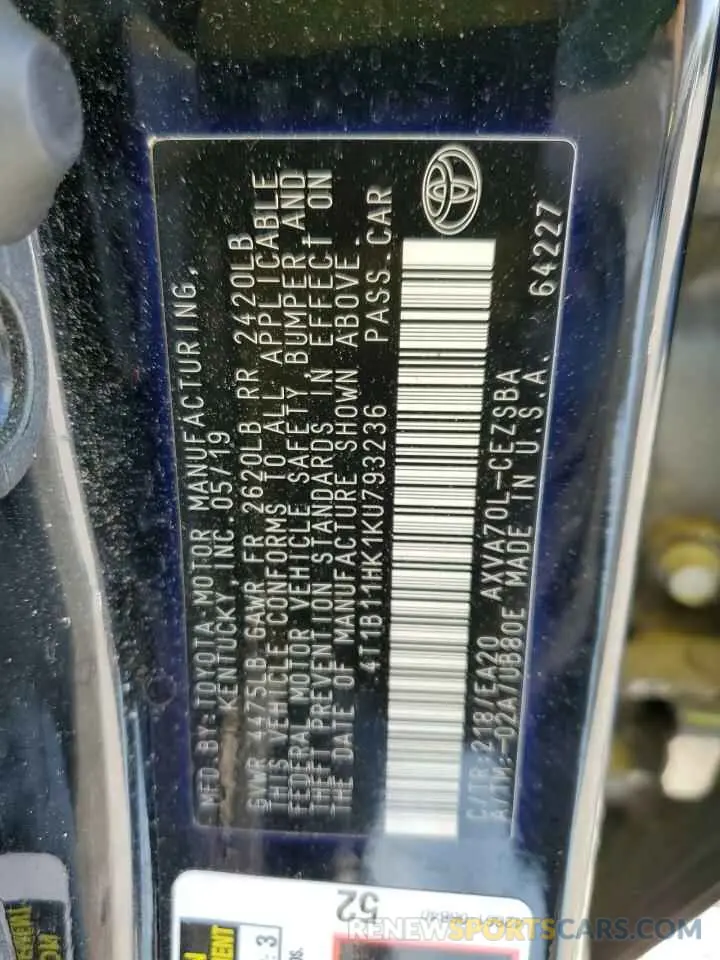 MFD.BY:TOYOTA MOTOR MANUFACTURING,
KENTUCKY,INC.05/19
GVWR 4475LB GAWR FR 2620LB RR 2420LB
THIS VEHICLE CONFORMS TO ALL APPLICABLE
FEDERAL MOTOR VEHICLE SAFETY,BUMPER AND
THEFT PREVENTION STANDARDS IN EFFECT ON
THE DATE OF MANUFACTURE SHOWN ABOVE.
4T1B11HK1KU793236 PASS.CAR
C/TR:218/EA20 AXVA70L-CEZSBA
A/TM:-02A/UB80E MADE IN U.S.A. 64227
52
3
RENEWSPORTSCARS.COM